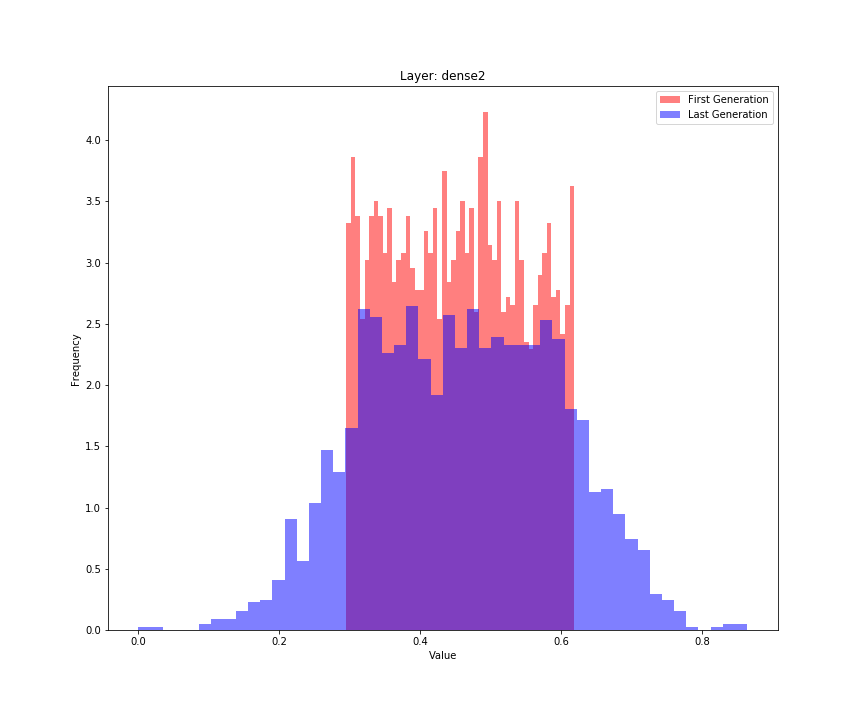 Layer: dense2
First Generation
Last Generation
Frequency
4.0
3.5
3.0
2.5
2.0
1.5
1.0
0.5
0.0
0.0 0.2 0.4 0.6 0.8
Value